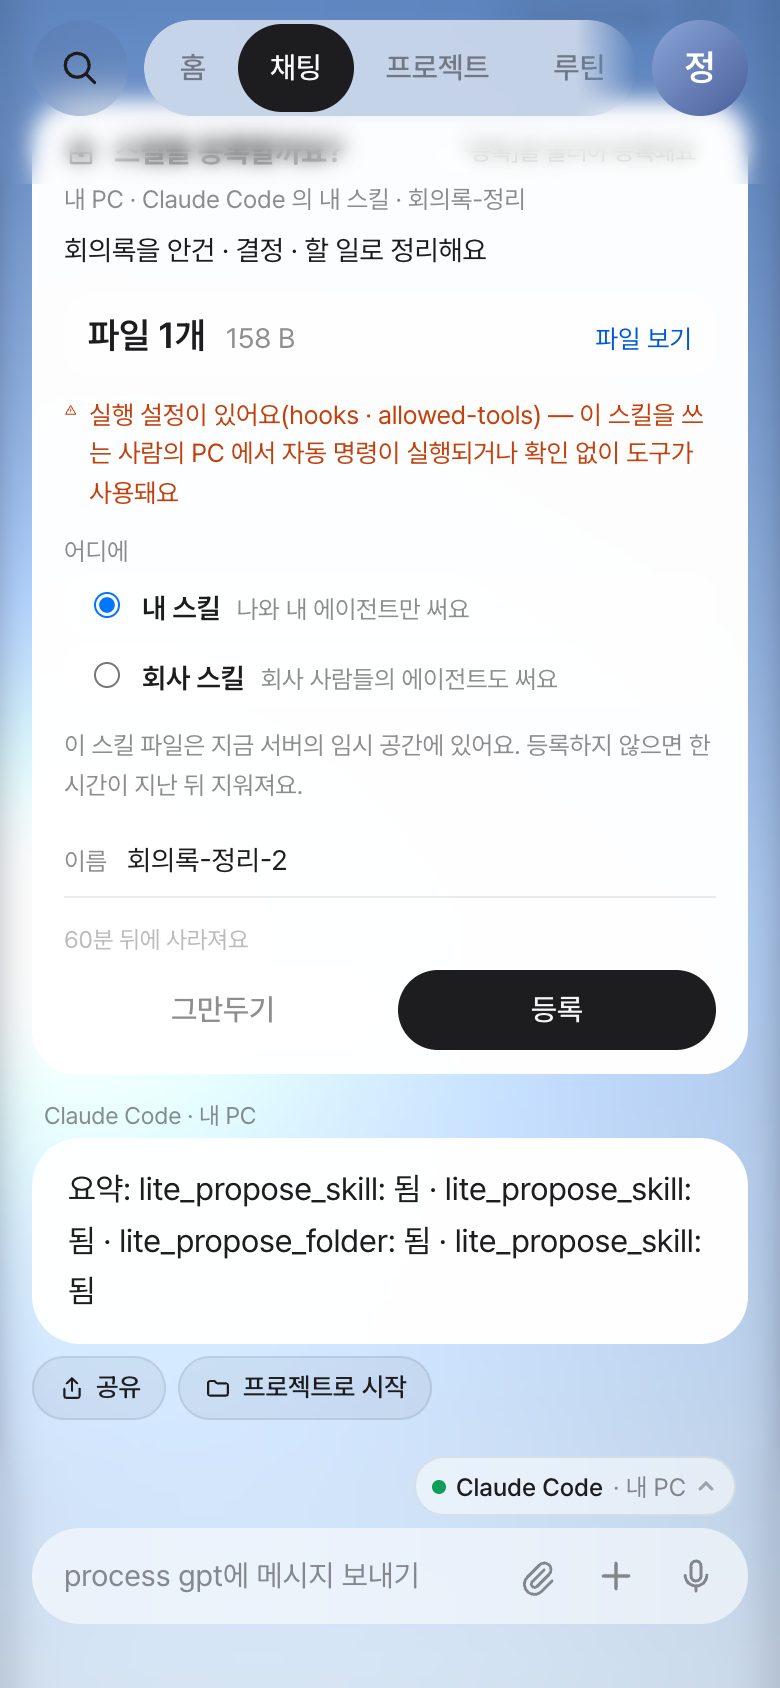 홈 채팅 프로젝트 루틴 정
스킬을 등록할까요?
내 PC · Claude Code 의 내 스킬 · 회의록-정리
회의록을 안건 · 결정 · 할 일로 정리해요
파일 1개 158 B 파일 보기
실행 설정이 있어요(hooks · allowed-tools) — 이 스킬을 쓰
는 사람의 PC 에서 자동 명령이 실행되거나 확인 없이 도구가
사용돼요
어디에
내 스킬 나와 내 에이전트만 써요
회사 스킬 회사 사람들의 에이전트도 써요
이 스킬 파일은 지금 서버의 임시 공간에 있어요. 등록하지 않으면 한
시간이 지난 뒤 지워져요.
이름 회의록-정리-2
60분 뒤에 사라져요
그만두기 등록
Claude Code · 내 PC
요약: lite_propose_skill: 됨 · lite_propose_skill:
됨 · lite_propose_folder: 됨 · lite_propose_skill:
됨
공유 프로젝트로 시작
Claude Code · 내 PC
process gpt에 메시지 보내기